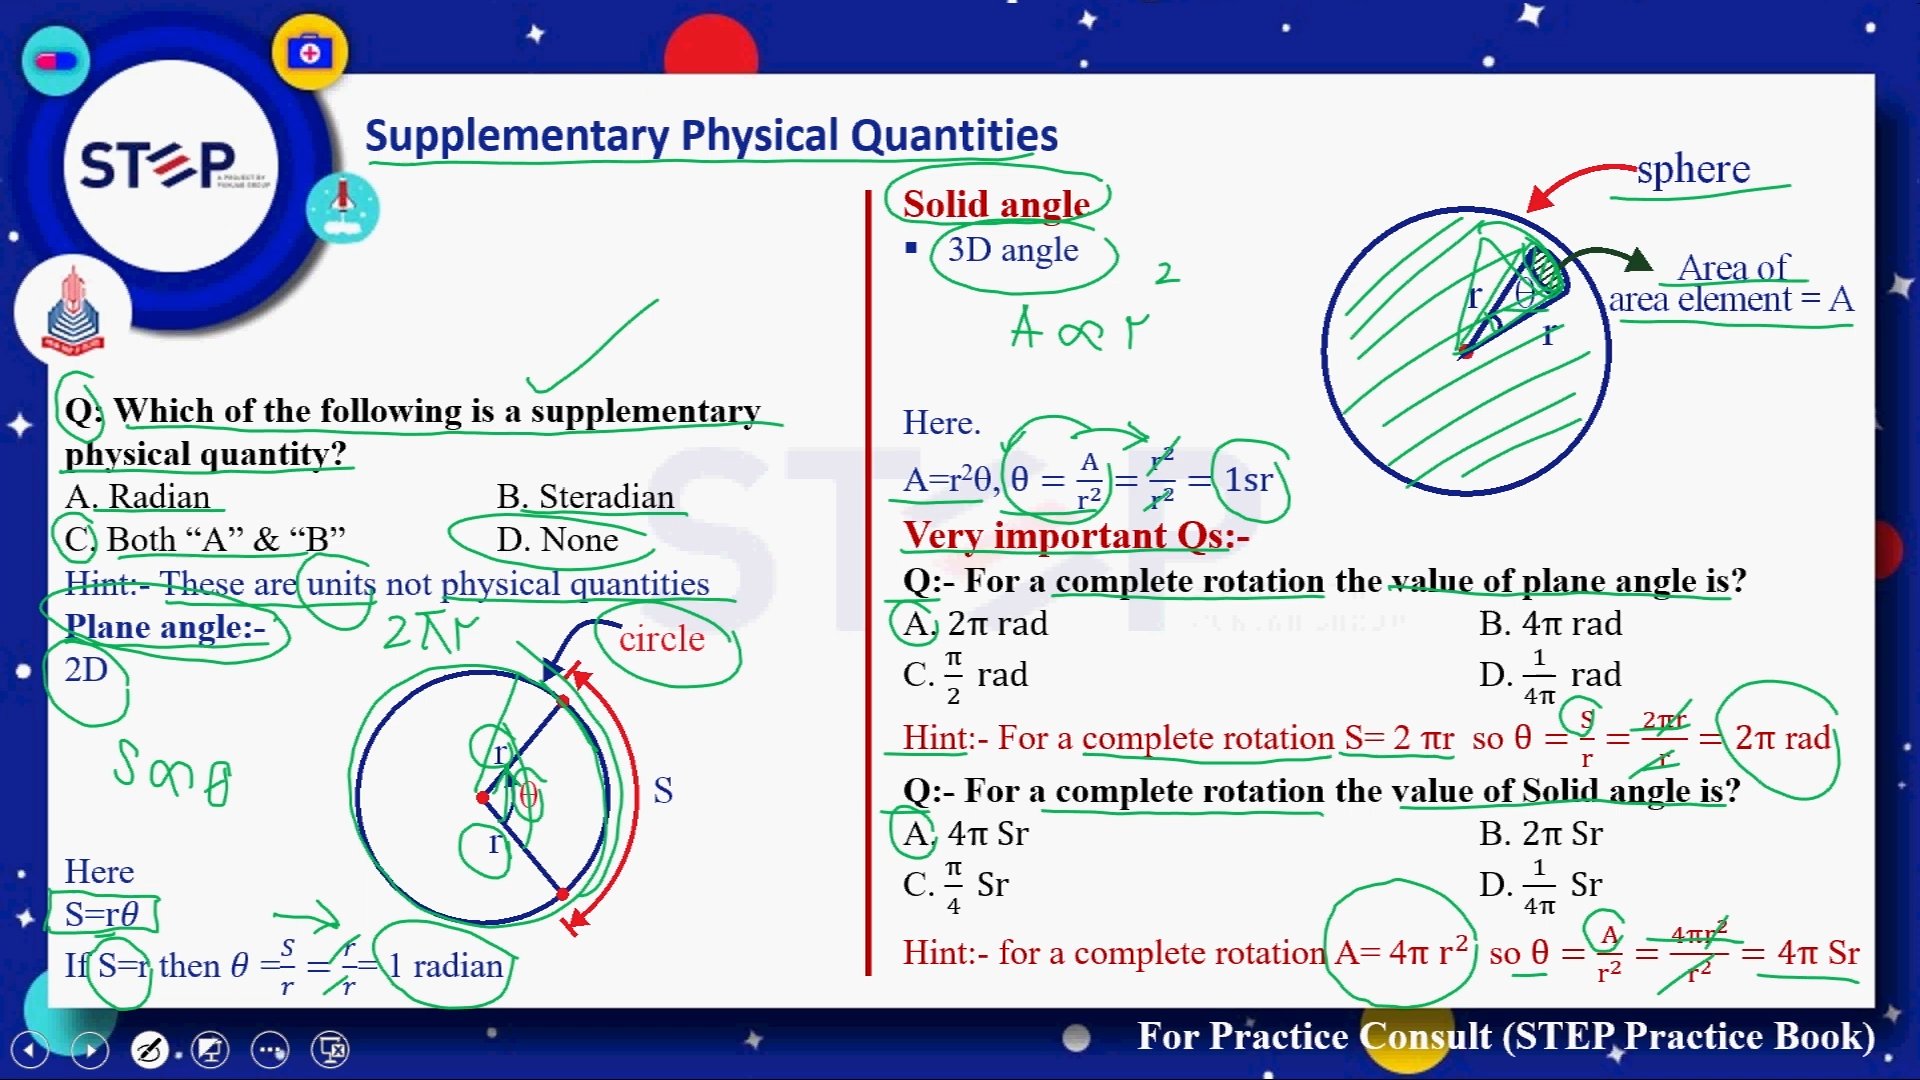 STEP
A PROJECT BY PUNJAB GROUP
Supplementary Physical Quantities
Q: Which of the following is a supplementary
physical quantity?
A. Radian B. Steradian
C. Both “A” & “B” D. None
Hint:- These are units not physical quantities
Plane angle:-
2πr
circle
2D
S ∝ θ
r
θ
S
r
Here
S=rθ
If S=r then θ = S/r = r/r = 1 radian
Solid angle
▪ 3D angle
A ∝ r²
sphere
Area of
area element = A
r
θ
r
Here.
A=r²θ, θ = A/r² = r²/r² = 1sr
Very important Qs:-
Q:- For a complete rotation the value of plane angle is?
A. 2π rad B. 4π rad
C. π/2 rad D. 1/4π rad
Hint:- For a complete rotation S= 2 πr so θ = S/r = 2πr/r = 2π rad
Q:- For a complete rotation the value of Solid angle is?
A. 4π Sr B. 2π Sr
C. π/4 Sr D. 1/4π Sr
Hint:- for a complete rotation A= 4π r² so θ = A/r² = 4πr²/r² = 4π Sr
For Practice Consult (STEP Practice Book)